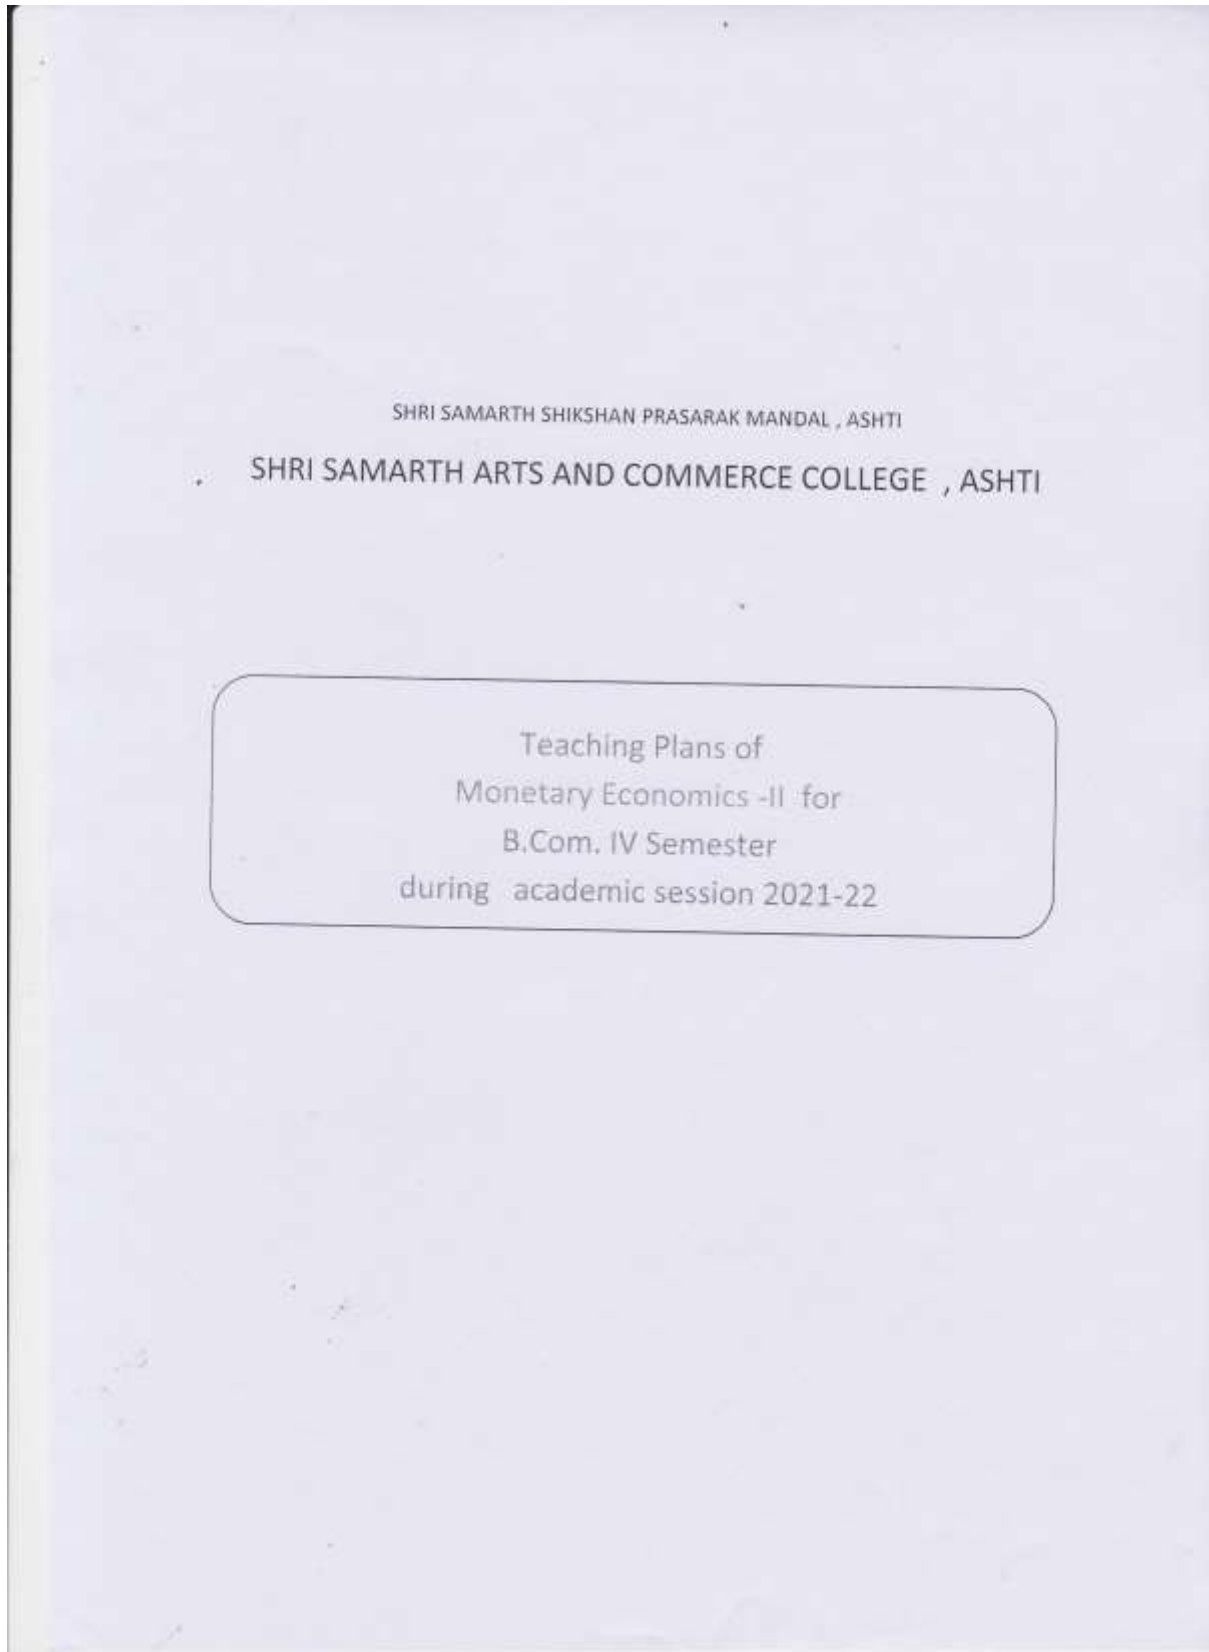 SHRI SAMARTH SHIKSHAN PRASARAK MANDAL , ASHTI
SHRI SAMARTH ARTS AND COMMERCE COLLEGE , ASHTI
Teaching Plans of
Monetary Economics -II for
B.Com. IV Semester
during academic session 2021-22